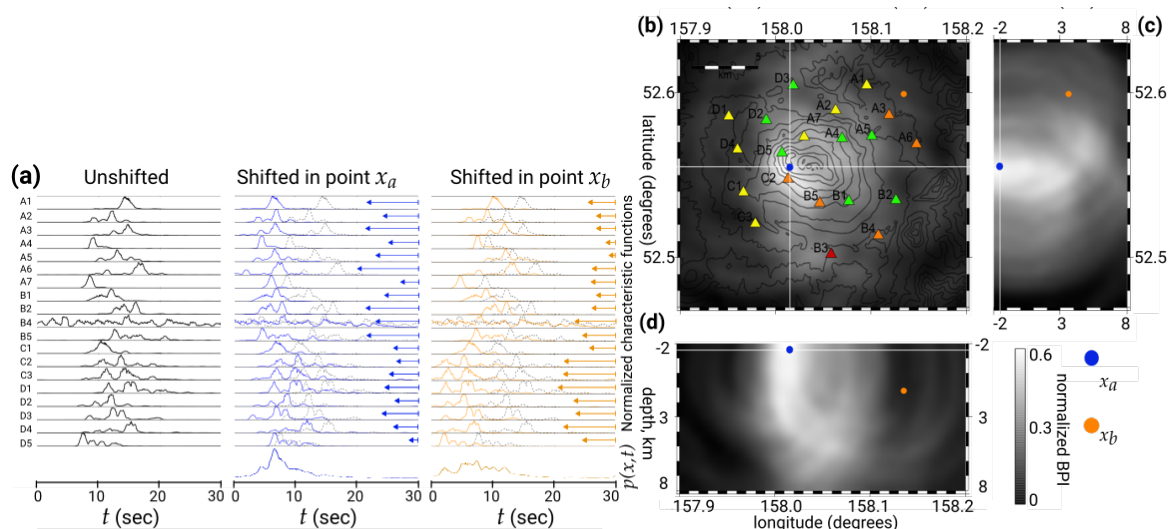 (a)
Unshifted
Shifted in point xₐ
Shifted in point x_b
A1
A2
A3
A4
A5
A6
A7
B1
B2
B4
B5
C1
C2
C3
D1
D2
D3
D4
D5
0 10 20 30
t (sec)
0 10 20 30
t (sec)
0 10 20 30
t (sec)
p(x,t) Normalized characteristic functions
(b)
157.9 158.0 158.1 158.2
52.6
52.5
latitude (degrees)
5
km
D3
A1
D1
D2
A2
A3
A7
A4
A5
A6
D4
D5
C2
C1
B5
B1
B2
C3
B4
B3
(c)
-2 3 8
52.6
52.5
-2 3 8
(d)
-2
3
8
depth, km
-2
3
8
157.9 158.0 158.1 158.2
longitude (degrees)
0.6
0.3
0
normalized BPI
xₐ
x_b